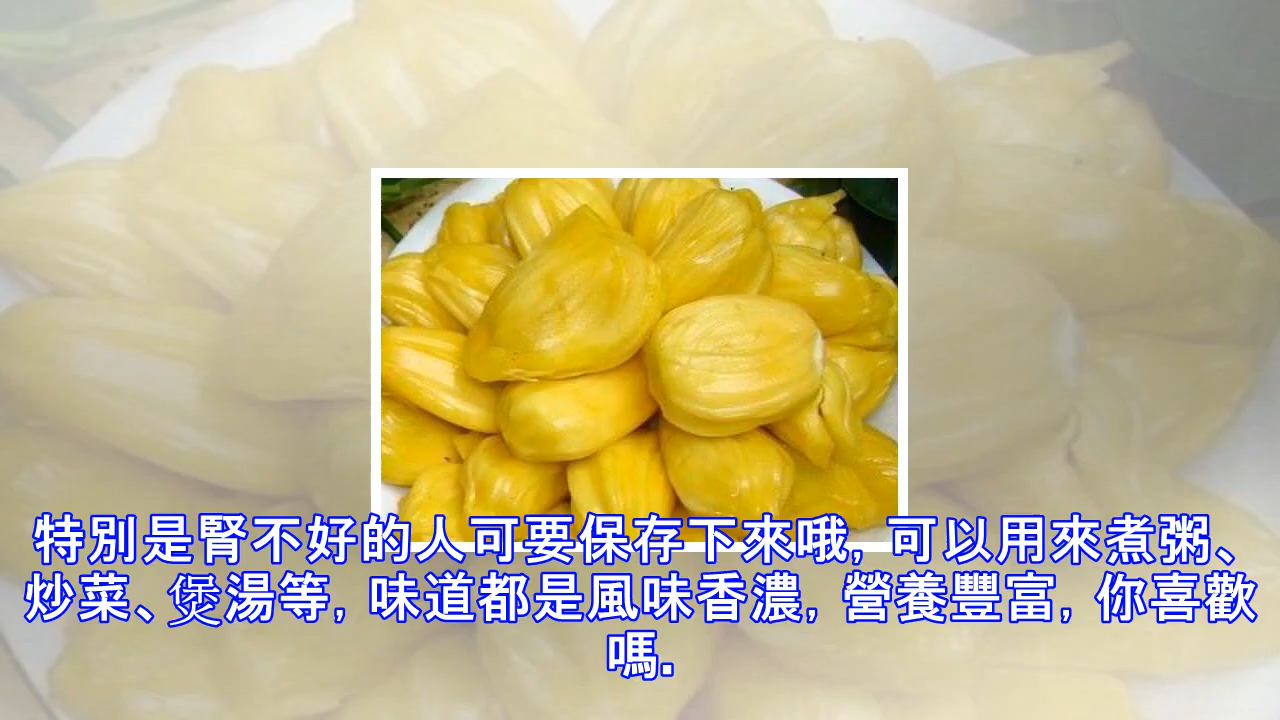 特別是腎不好的人可要保存下來哦, 可以用來煮粥、
炒菜、煲湯等, 味道都是風味香濃, 營養豐富, 你喜歡
嗎.